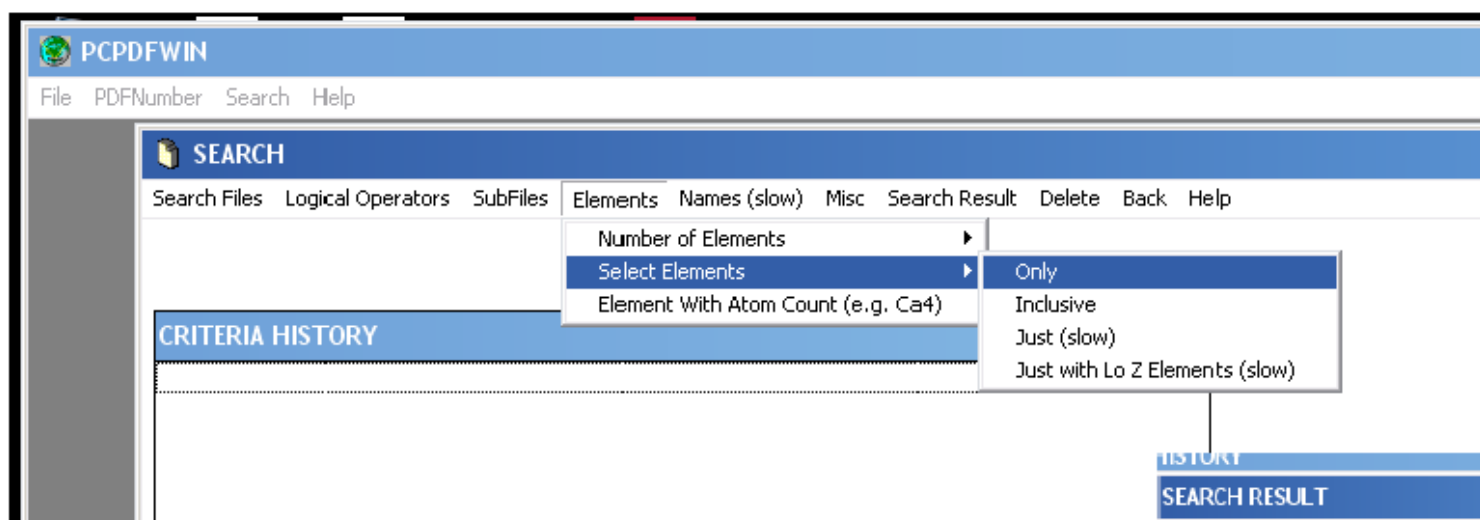 PCPDFWIN
File PDFNumber Search Help
SEARCH
Search Files Logical Operators SubFiles Elements Names (slow) Misc Search Result Delete Back Help
Number of Elements
Select Elements
Element With Atom Count (e.g. Ca4)
Only
Inclusive
Just (slow)
Just with Lo Z Elements (slow)
CRITERIA HISTORY
HISTORY
SEARCH RESULT